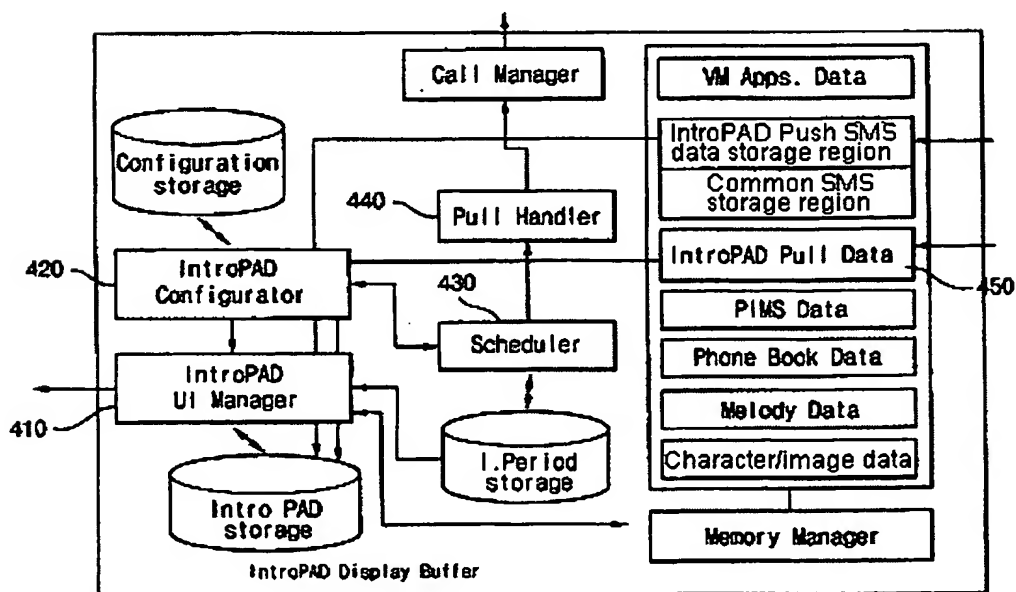 Call Manager
VM Apps. Data
Configuration
storage
IntroPAD Push SMS
data storage region
Common SMS
storage region
440
Pull Handler
420
IntroPAD
Configurator
IntroPAD Pull Data
450
430
Scheduler
PIMS Data
Phone Book Data
IntroPAD
UI Manager
410
Melody Data
I.Period
storage
Character/image data
Intro PAD
storage
Memory Manager
IntroPAD Display Buffer